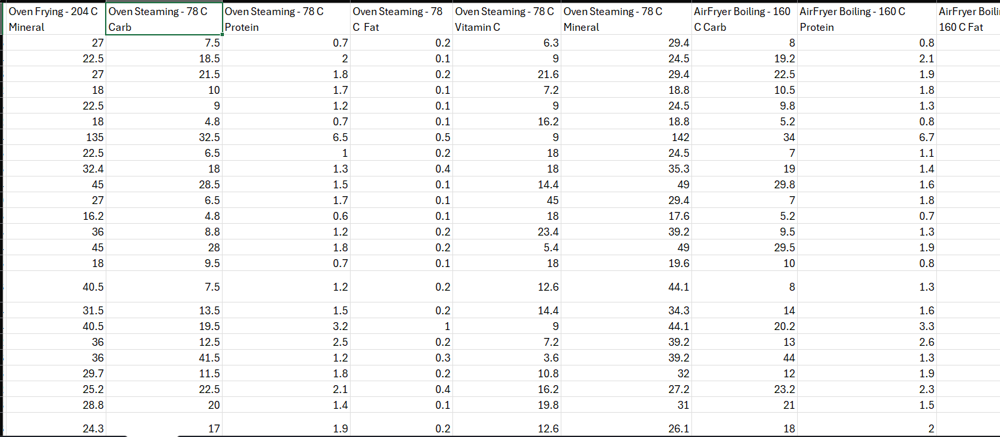 Oven Frying - 204 C Oven Steaming - 78 C Oven Steaming - 78 C Oven Steaming - 78 Oven Steaming - 78 C Oven Steaming - 78 C AirFryer Boiling - 160 AirFryer Boiling - 160 C AirFryer Boili
Mineral Carb Protein C Fat Vitamin C Mineral C Carb Protein 160 C Fat
27 7.5 0.7 0.2 6.3 29.4 8 0.8
22.5 18.5 2 0.1 9 24.5 19.2 2.1
27 21.5 1.8 0.2 21.6 29.4 22.5 1.9
18 10 1.7 0.1 7.2 18.8 10.5 1.8
22.5 9 1.2 0.1 9 24.5 9.8 1.3
18 4.8 0.7 0.1 16.2 18.8 5.2 0.8
135 32.5 6.5 0.5 9 142 34 6.7
22.5 6.5 1 0.2 18 24.5 7 1.1
32.4 18 1.3 0.4 18 35.3 19 1.4
45 28.5 1.5 0.1 14.4 49 29.8 1.6
27 6.5 1.7 0.1 45 29.4 7 1.8
16.2 4.8 0.6 0.1 18 17.6 5.2 0.7
36 8.8 1.2 0.2 23.4 39.2 9.5 1.3
45 28 1.8 0.2 5.4 49 29.5 1.9
18 9.5 0.7 0.1 18 19.6 10 0.8
40.5 7.5 1.2 0.2 12.6 44.1 8 1.3
31.5 13.5 1.5 0.2 14.4 34.3 14 1.6
40.5 19.5 3.2 1 9 44.1 20.2 3.3
36 12.5 2.5 0.2 7.2 39.2 13 2.6
36 41.5 1.2 0.3 3.6 39.2 44 1.3
29.7 11.5 1.8 0.2 10.8 32 12 1.9
25.2 22.5 2.1 0.4 16.2 27.2 23.2 2.3
28.8 20 1.4 0.1 19.8 31 21 1.5
24.3 17 1.9 0.2 12.6 26.1 18 2